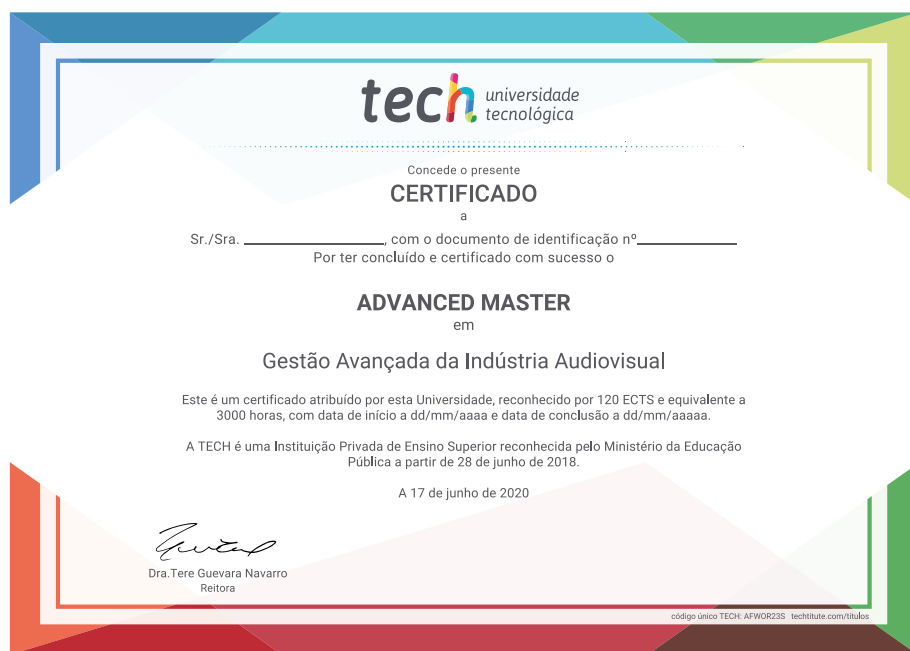 tech universidade
tecnológica
Concede o presente
CERTIFICADO
a
Sr./Sra. ________________, com o documento de identificação nº____________
Por ter concluído e certificado com sucesso o
ADVANCED MASTER
em
Gestão Avançada da Indústria Audiovisual
Este é um certificado atribuído por esta Universidade, reconhecido por 120 ECTS e equivalente a
3000 horas, com data de início a dd/mm/aaaa e data de conclusão a dd/mm/aaaaa.
A TECH é uma Instituição Privada de Ensino Superior reconhecida pelo Ministério da Educação
Pública a partir de 28 de junho de 2018.
A 17 de junho de 2020
Dra.Tere Guevara Navarro
Reitora
código único TECH: AFWOR23S techtitute.com/titulos